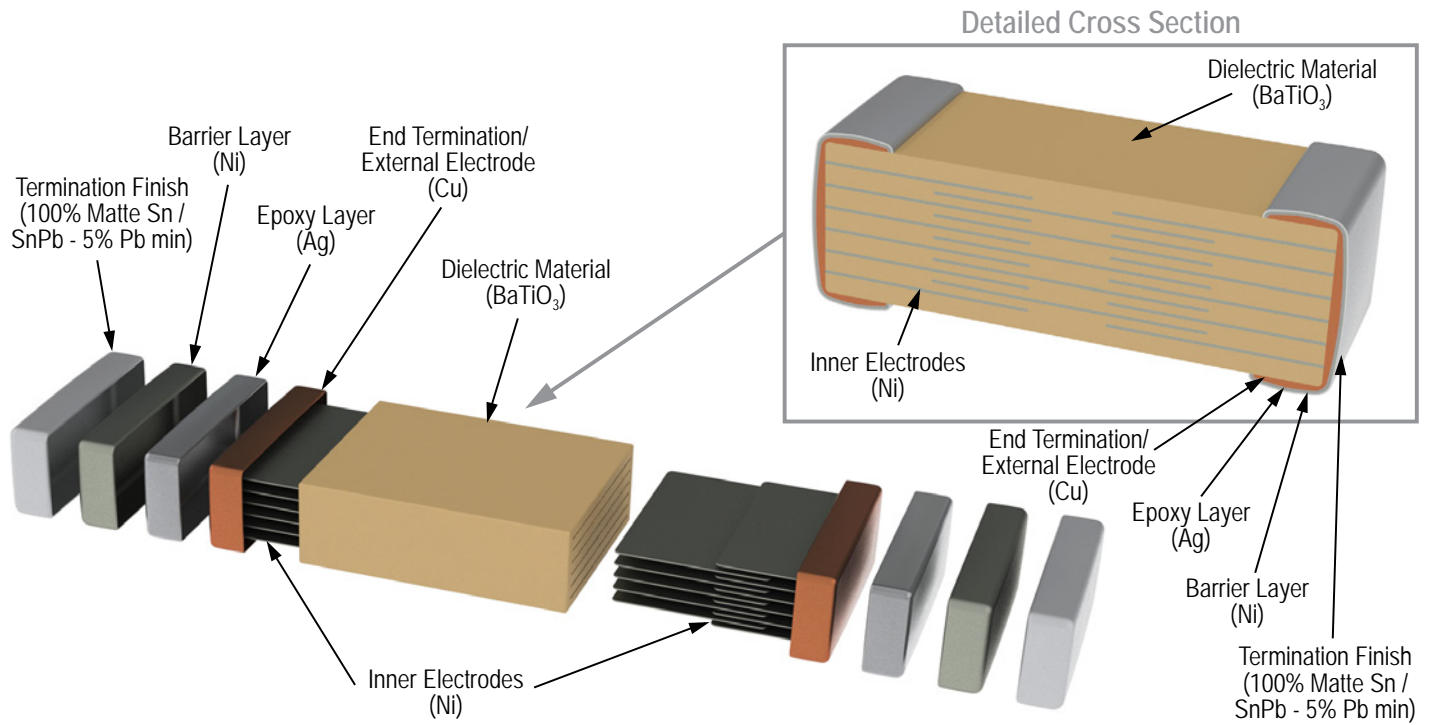 Detailed Cross Section
Dielectric Material
(BaTiO₃)
Inner Electrodes
(Ni)
Barrier Layer
(Ni)
End Termination/
External Electrode
(Cu)
Termination Finish
(100% Matte Sn /
SnPb - 5% Pb min)
Epoxy Layer
(Ag)
Dielectric Material
(BaTiO₃)
End Termination/
External Electrode
(Cu)
Epoxy Layer
(Ag)
Barrier Layer
(Ni)
Termination Finish
(100% Matte Sn /
SnPb - 5% Pb min)
Inner Electrodes
(Ni)